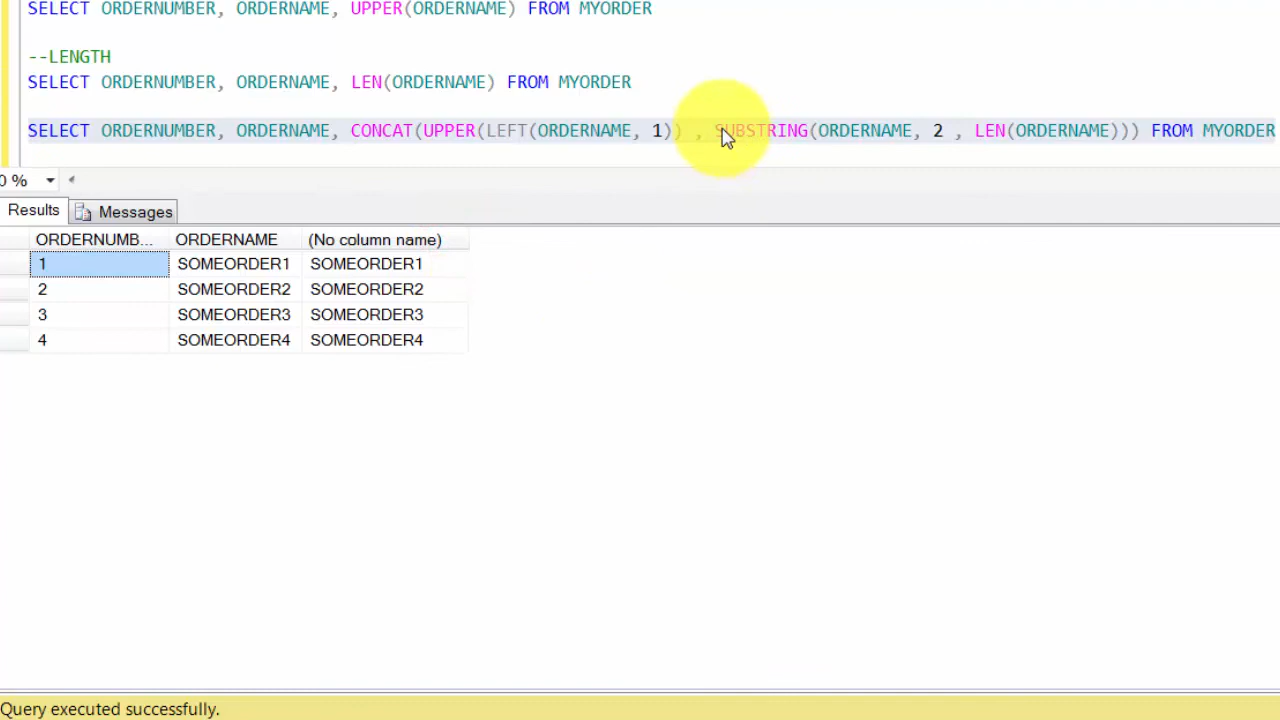 SELECT ORDERNUMBER, ORDERNAME, UPPER(ORDERNAME) FROM MYORDER
--LENGTH
SELECT ORDERNUMBER, ORDERNAME, LEN(ORDERNAME) FROM MYORDER
SELECT ORDERNUMBER, ORDERNAME, CONCAT(UPPER(LEFT(ORDERNAME, 1)) , SUBSTRING(ORDERNAME, 2 , LEN(ORDERNAME))) FROM MYORDER
0 %
Results Messages
ORDERNUMB... ORDERNAME (No column name)
1 SOMEORDER1 SOMEORDER1
2 SOMEORDER2 SOMEORDER2
3 SOMEORDER3 SOMEORDER3
4 SOMEORDER4 SOMEORDER4
Query executed successfully.